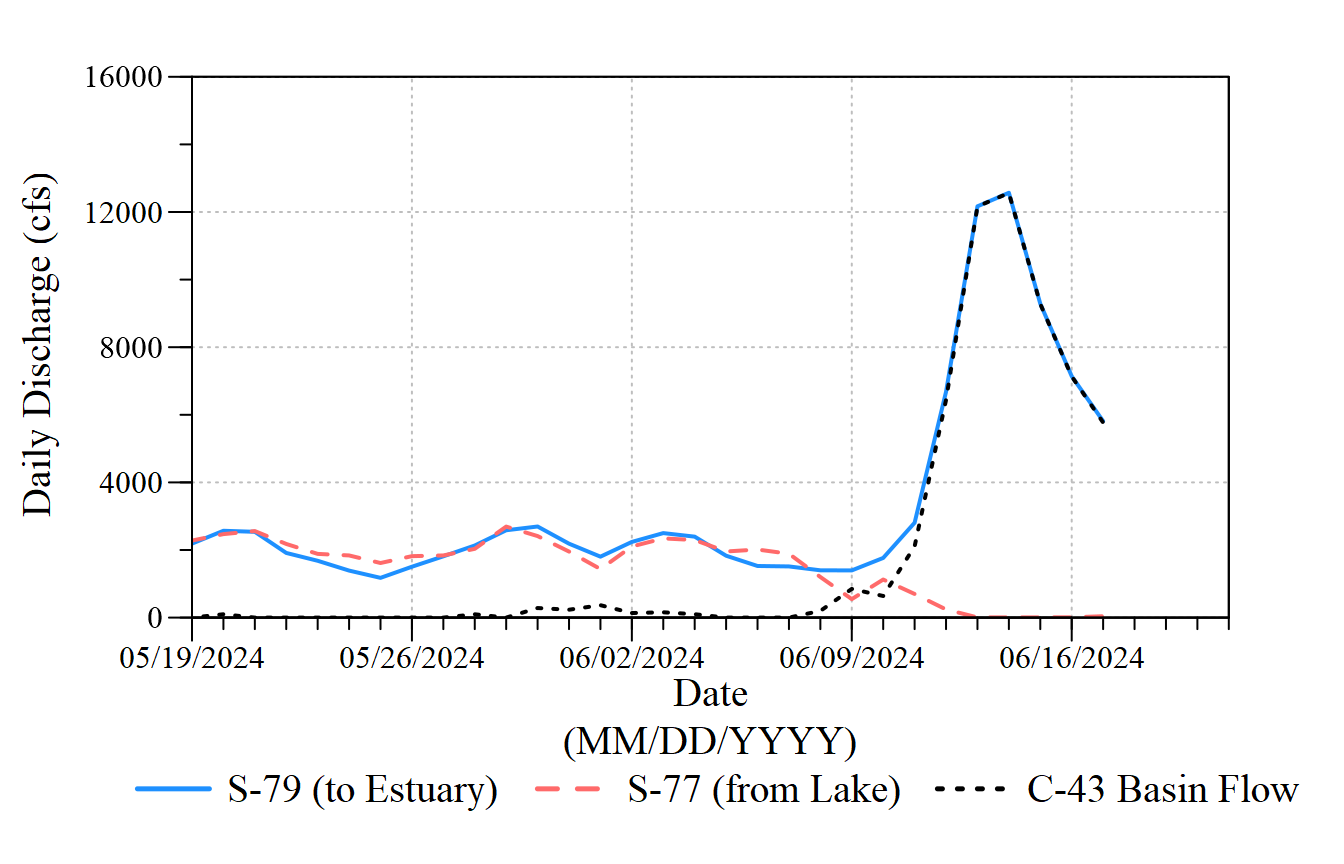 16000
12000
8000
4000
0
Daily Discharge (cfs)
05/19/2024 05/26/2024 06/02/2024 06/09/2024 06/16/2024
Date
(MM/DD/YYYY)
S-79 (to Estuary) S-77 (from Lake) C-43 Basin Flow